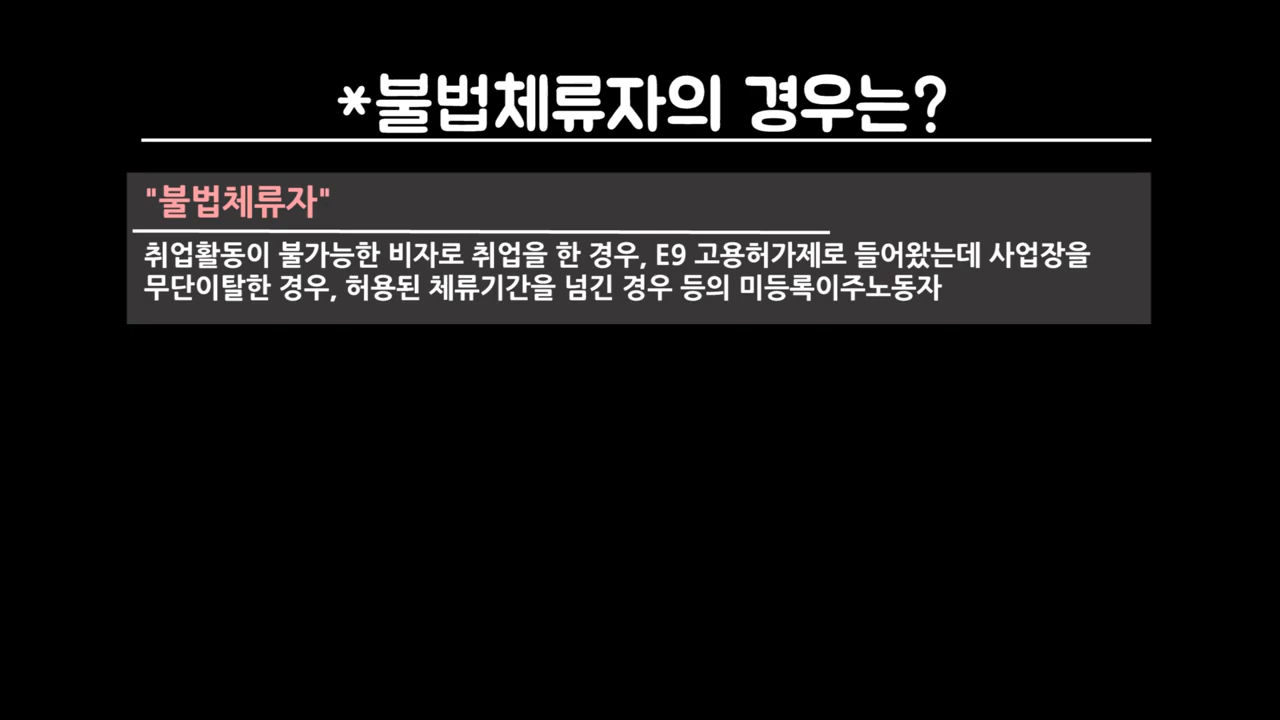 *불법체류자의 경우는?
"불법체류자"
취업활동이 불가능한 비자로 취업을 한 경우, E9 고용허가제로 들어왔는데 사업장을
무단이탈한 경우, 허용된 체류기간을 넘긴 경우 등의 미등록이주노동자